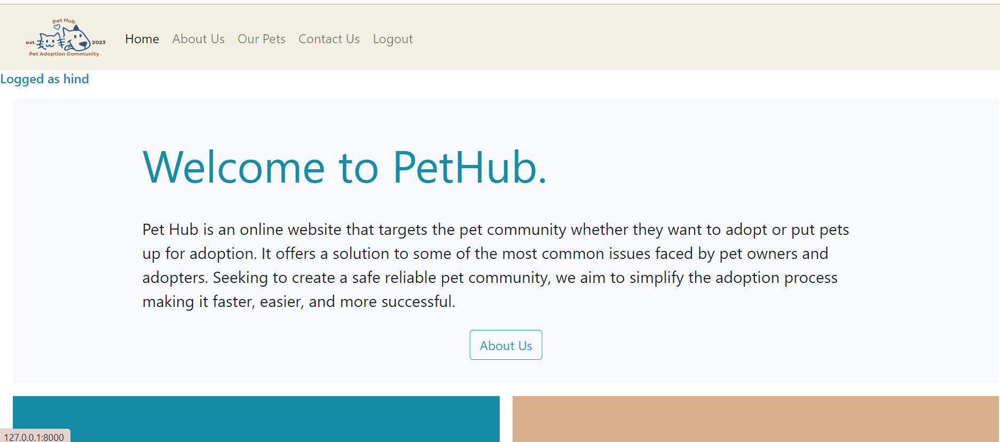 Pet Hub
est. 2023
Pet Adoption Community
Home About Us Our Pets Contact Us Logout
Logged as hind
Welcome to PetHub.
Pet Hub is an online website that targets the pet community whether they want to adopt or put pets
up for adoption. It offers a solution to some of the most common issues faced by pet owners and
adopters. Seeking to create a safe reliable pet community, we aim to simplify the adoption process
making it faster, easier, and more successful.
About Us
127.0.0.1:8000